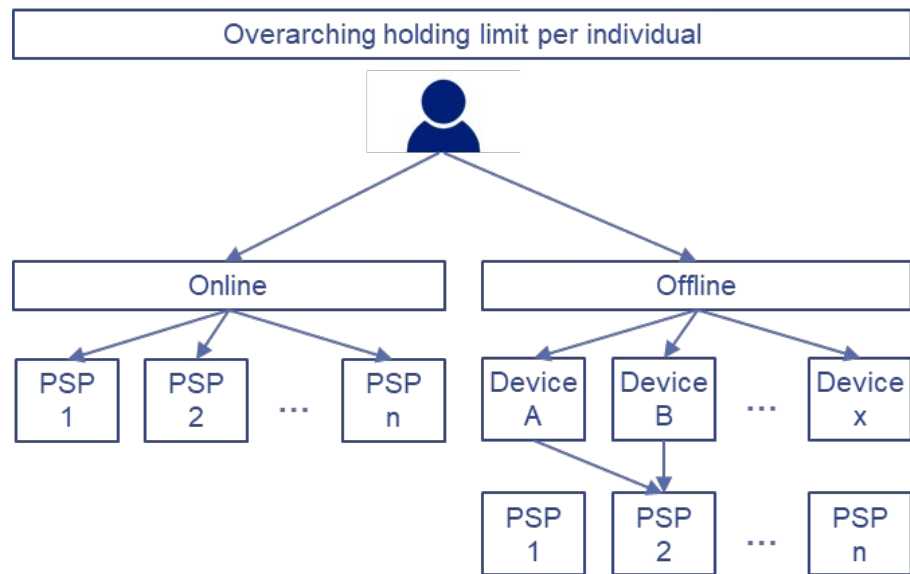 Overarching holding limit per individual
Online
Offline
PSP
1
PSP
2
...
PSP
n
Device
A
Device
B
...
Device
x
PSP
1
PSP
2
...
PSP
n